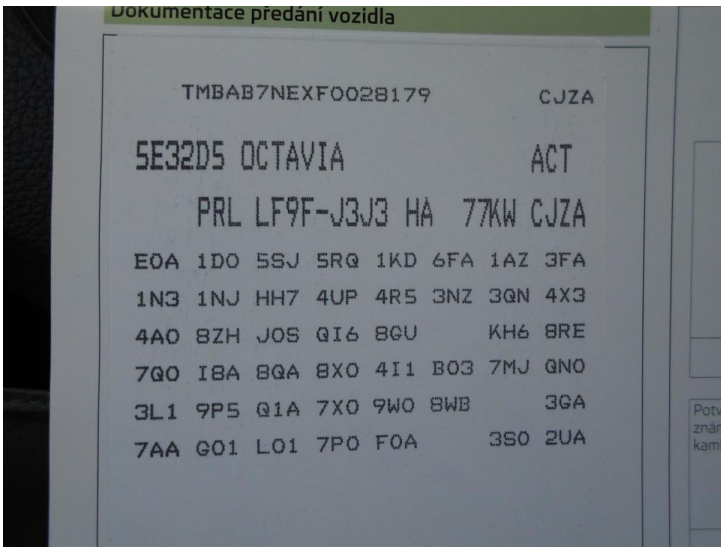 Dokumentace předání vozidla
TMBAB7NEXF0028179 CJZA
5E32D5 OCTAVIA ACT
PRL LF9F-J3J3 HA 77KW CJZA
E0A 1D0 5SJ 5RQ 1KD 6FA 1AZ 3FA
1N3 1NJ HH7 4UP 4R5 3NZ 3QN 4X3
4A0 8ZH J0S QI6 8GU KH6 8RE
7Q0 I8A 8QA 8X0 4I1 B03 7MJ QN0
3L1 9P5 Q1A 7X0 9W0 8WB 3GA
7AA G01 L01 7P0 F0A 3S0 2UA